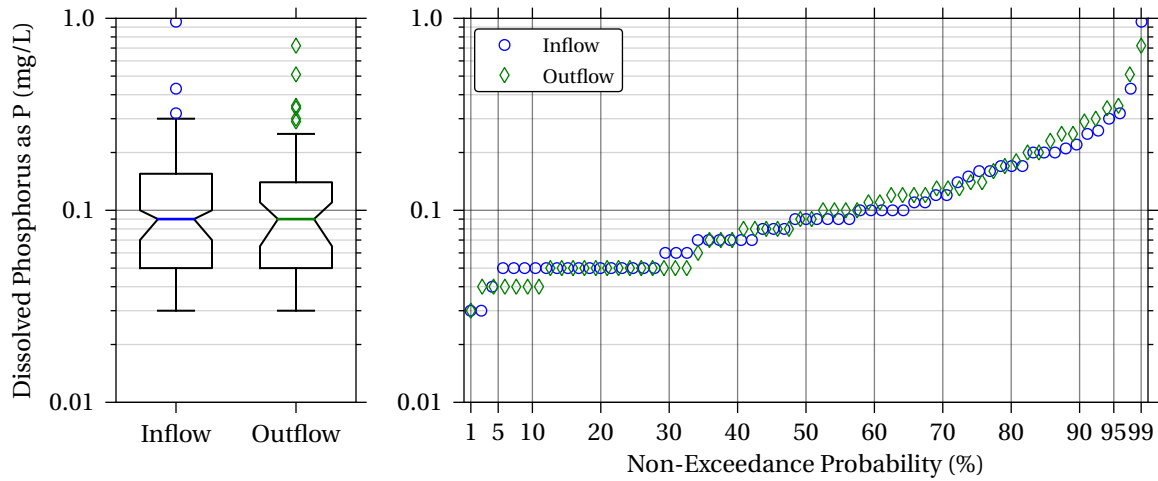 Dissolved Phosphorus as P (mg/L)
1.0
0.1
0.01
Inflow Outflow
1.0
0.1
0.01
Inflow
Outflow
1 5 10 20 30 40 50 60 70 80 90 95 99
Non-Exceedance Probability (%)